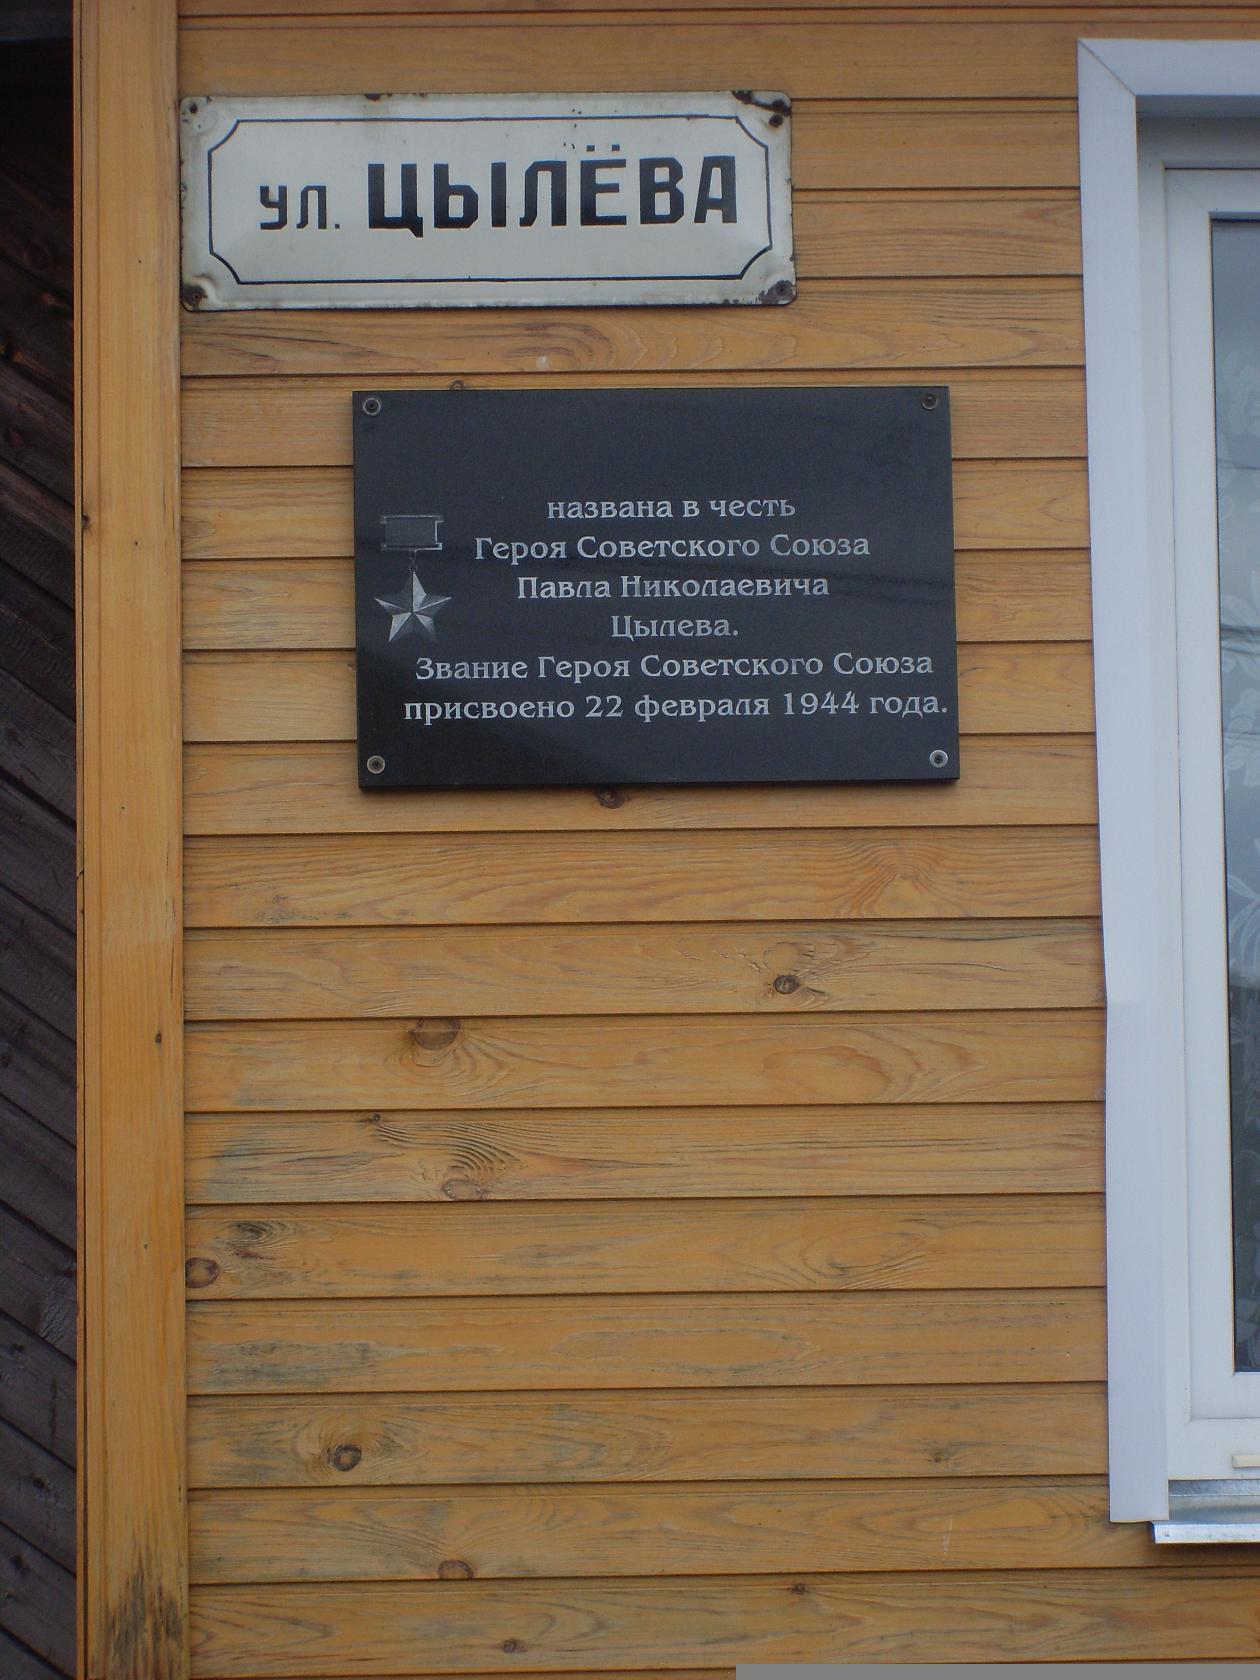 ул. ЦЫЛЁВА
названа в честь
Героя Советского Союза
Павла Николаевича
Цылева.
Звание Героя Советского Союза
присвоено 22 февраля 1944 года.